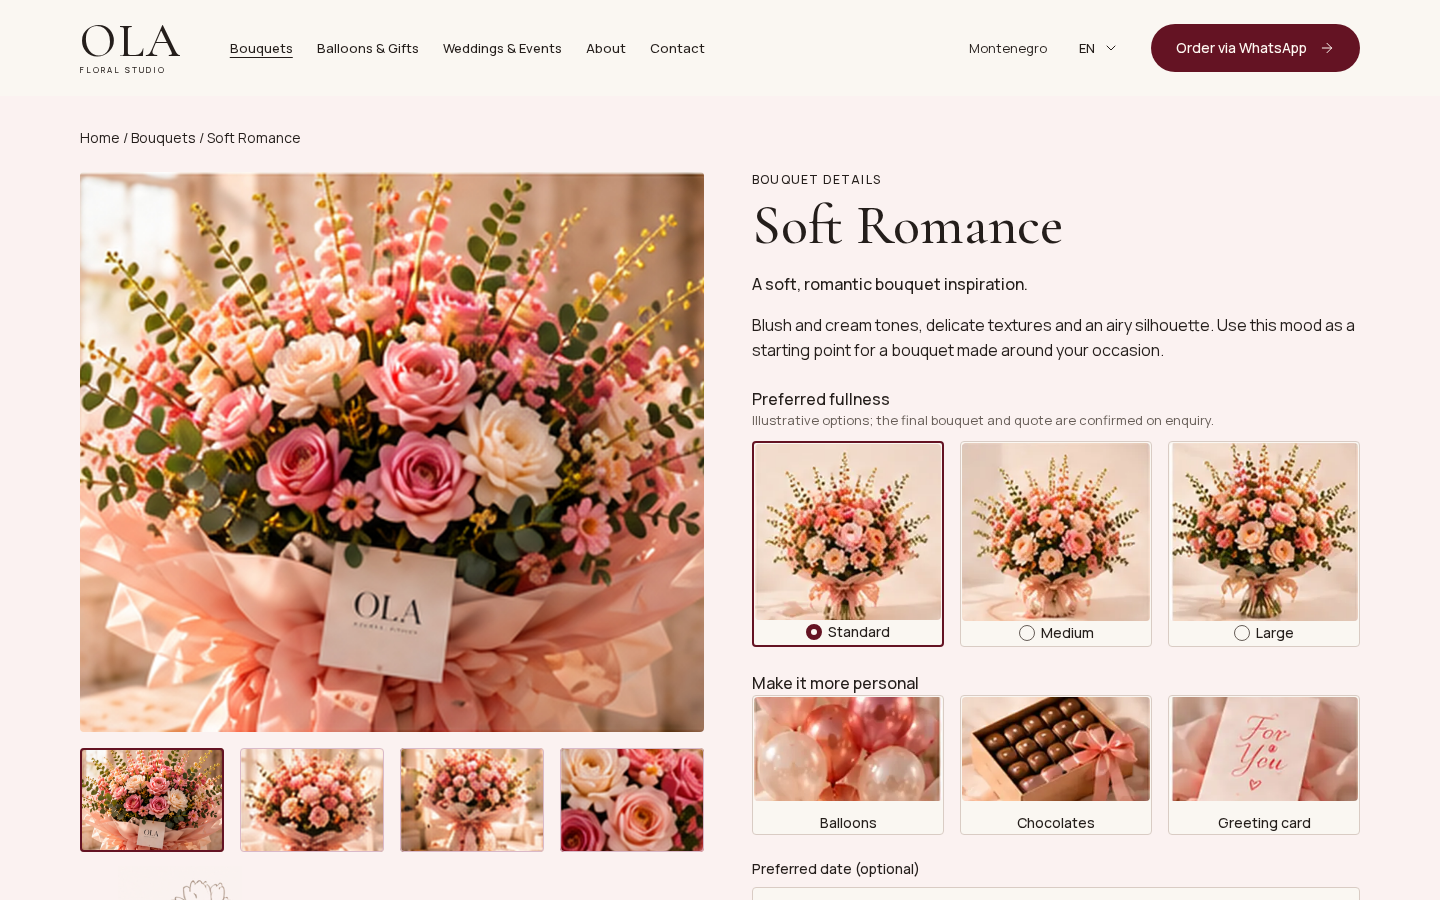 OLA
FLORAL STUDIO
Bouquets
Balloons & Gifts
Weddings & Events
About
Contact
Montenegro
EN
Order via WhatsApp
Home / Bouquets / Soft Romance
OLA
OLA
BOUQUET DETAILS
Soft Romance
A soft, romantic bouquet inspiration.
Blush and cream tones, delicate textures and an airy silhouette. Use this mood as a
starting point for a bouquet made around your occasion.
Preferred fullness
Illustrative options; the final bouquet and quote are confirmed on enquiry.
Standard
Medium
Large
Make it more personal
For
You
Balloons
Chocolates
Greeting card
Preferred date (optional)